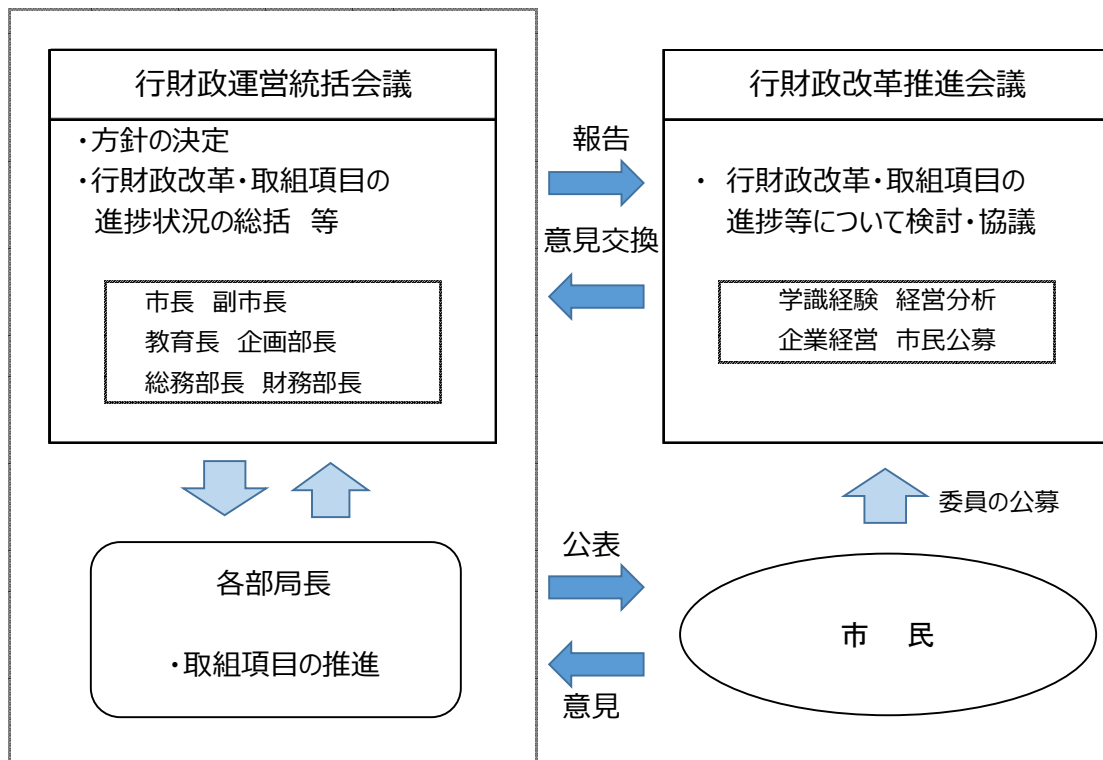 行財政運営統括会議
・方針の決定
・行財政改革・取組項目の
進捗状況の総括 等
市長 副市長
教育長 企画部長
総務部長 財務部長
報告
意見交換
行財政改革推進会議
・ 行財政改革・取組項目の
進捗等について検討・協議
学識経験 経営分析
企業経営 市民公募
各部局長
・取組項目の推進
公表
意見
委員の公募
市 民